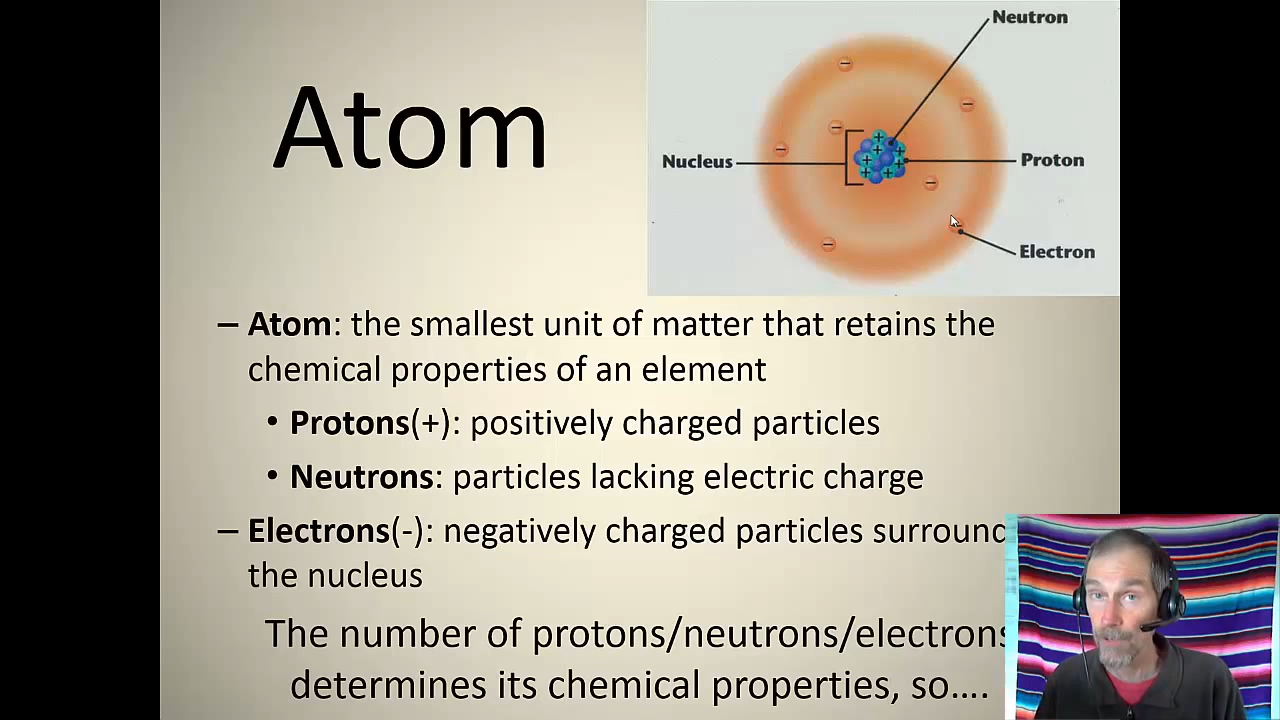 Neutron
Atom
Nucleus
Proton
Electron
– Atom: the smallest unit of matter that retains the
chemical properties of an element
• Protons(+): positively charged particles
• Neutrons: particles lacking electric charge
– Electrons(-): negatively charged particles surround
the nucleus
The number of protons/neutrons/electrons
determines its chemical properties, so….